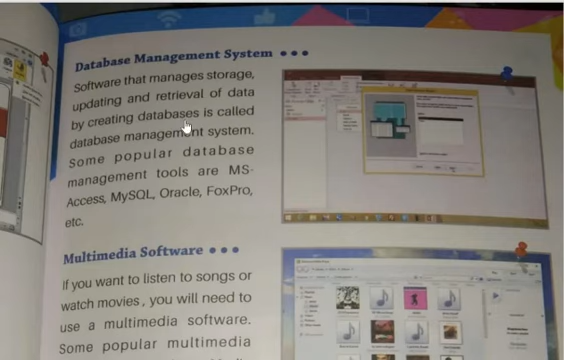 Database Management System
Software that manages storage,
updating and retrieval of data
by creating databases is called
database management system.
Some popular database
management tools are MS-
Access, MySQL, Oracle, FoxPro,
etc.
Multimedia Software
If you want to listen to songs or
watch movies, you will need to
use a multimedia software.
Some popular multimedia